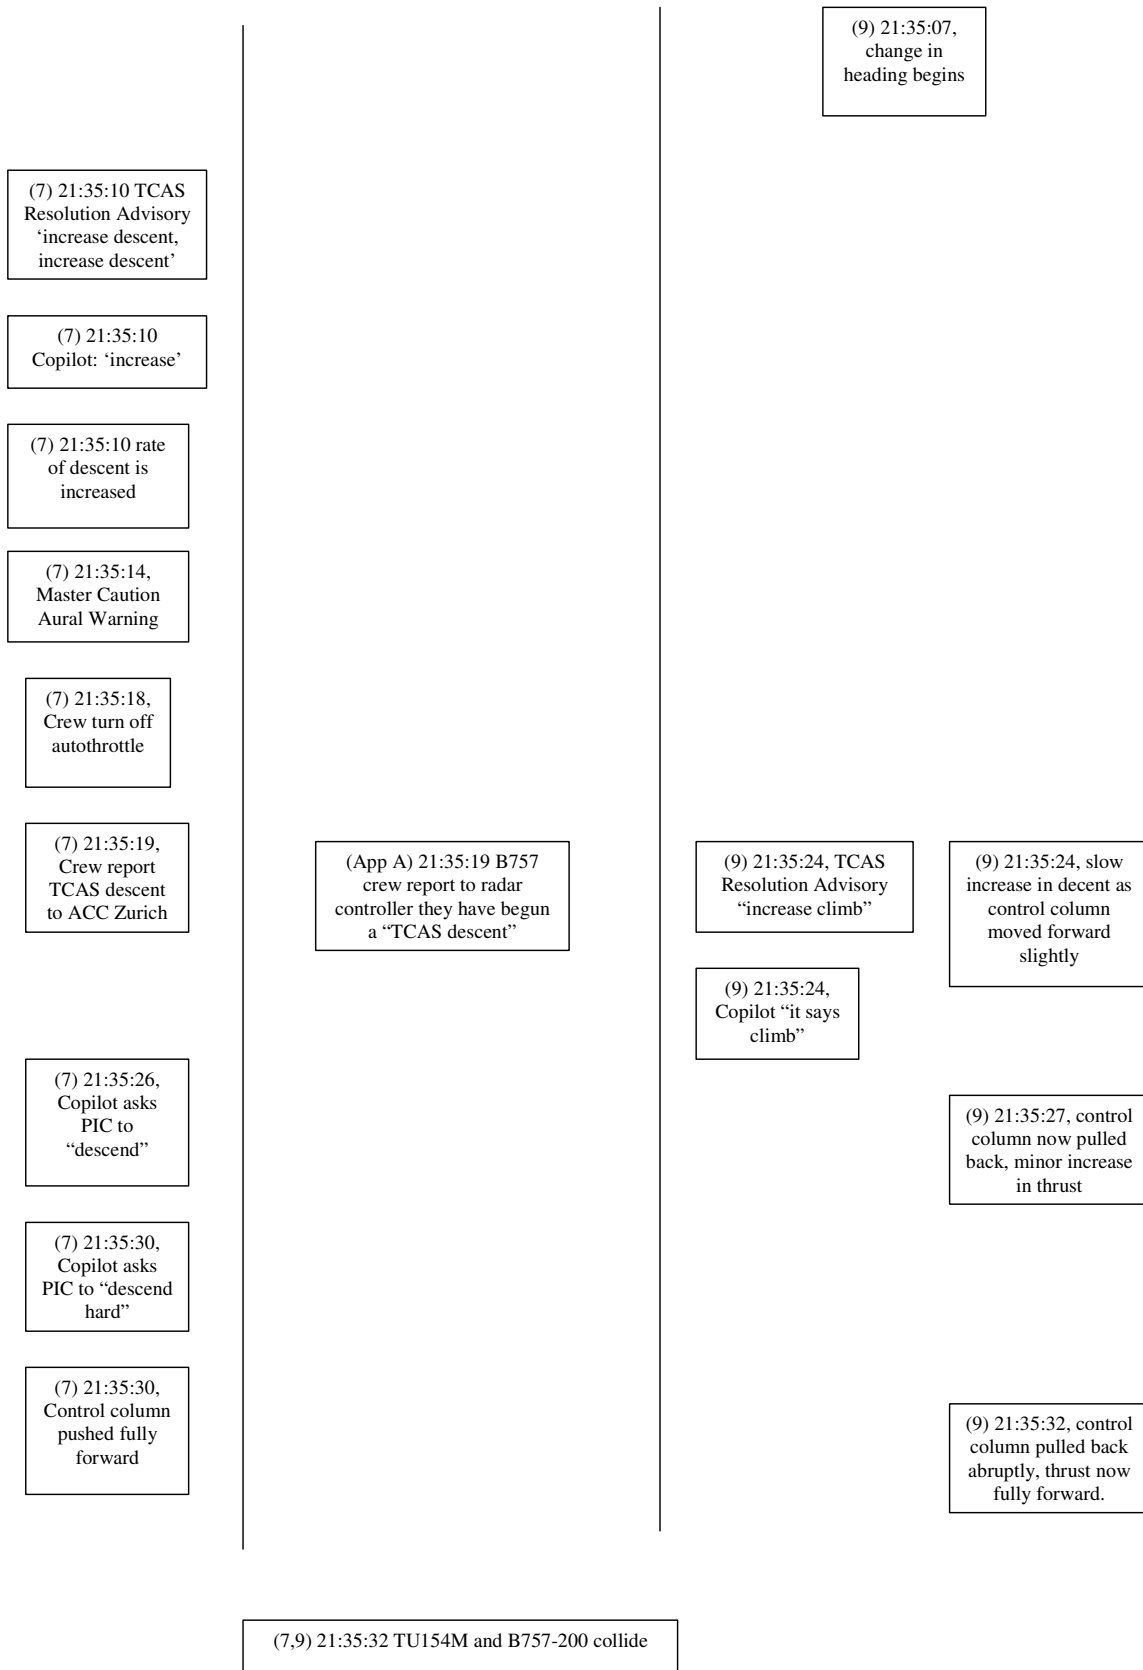 (9) 21:35:07,
change in
heading begins
(7) 21:35:10 TCAS
Resolution Advisory
‘increase descent,
increase descent’
(7) 21:35:10
Copilot: ‘increase’
(7) 21:35:10 rate
of descent is
increased
(7) 21:35:14,
Master Caution
Aural Warning
(7) 21:35:18,
Crew turn off
autothrottle
(7) 21:35:19,
Crew report
TCAS descent
to ACC Zurich
(App A) 21:35:19 B757
crew report to radar
controller they have begun
a “TCAS descent”
(9) 21:35:24, TCAS
Resolution Advisory
“increase climb”
(9) 21:35:24, slow
increase in decent as
control column
moved forward
slightly
(9) 21:35:24,
Copilot “it says
climb”
(7) 21:35:26,
Copilot asks
PIC to
“descend”
(9) 21:35:27, control
column now pulled
back, minor increase
in thrust
(7) 21:35:30,
Copilot asks
PIC to “descend
hard”
(7) 21:35:30,
Control column
pushed fully
forward
(9) 21:35:32, control
column pulled back
abruptly, thrust now
fully forward.
(7,9) 21:35:32 TU154M and B757-200 collide